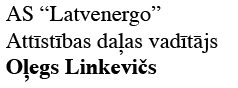 AS “Latvenergo”
Attīstības daļas vadītājs
Oļegs Linkevičs